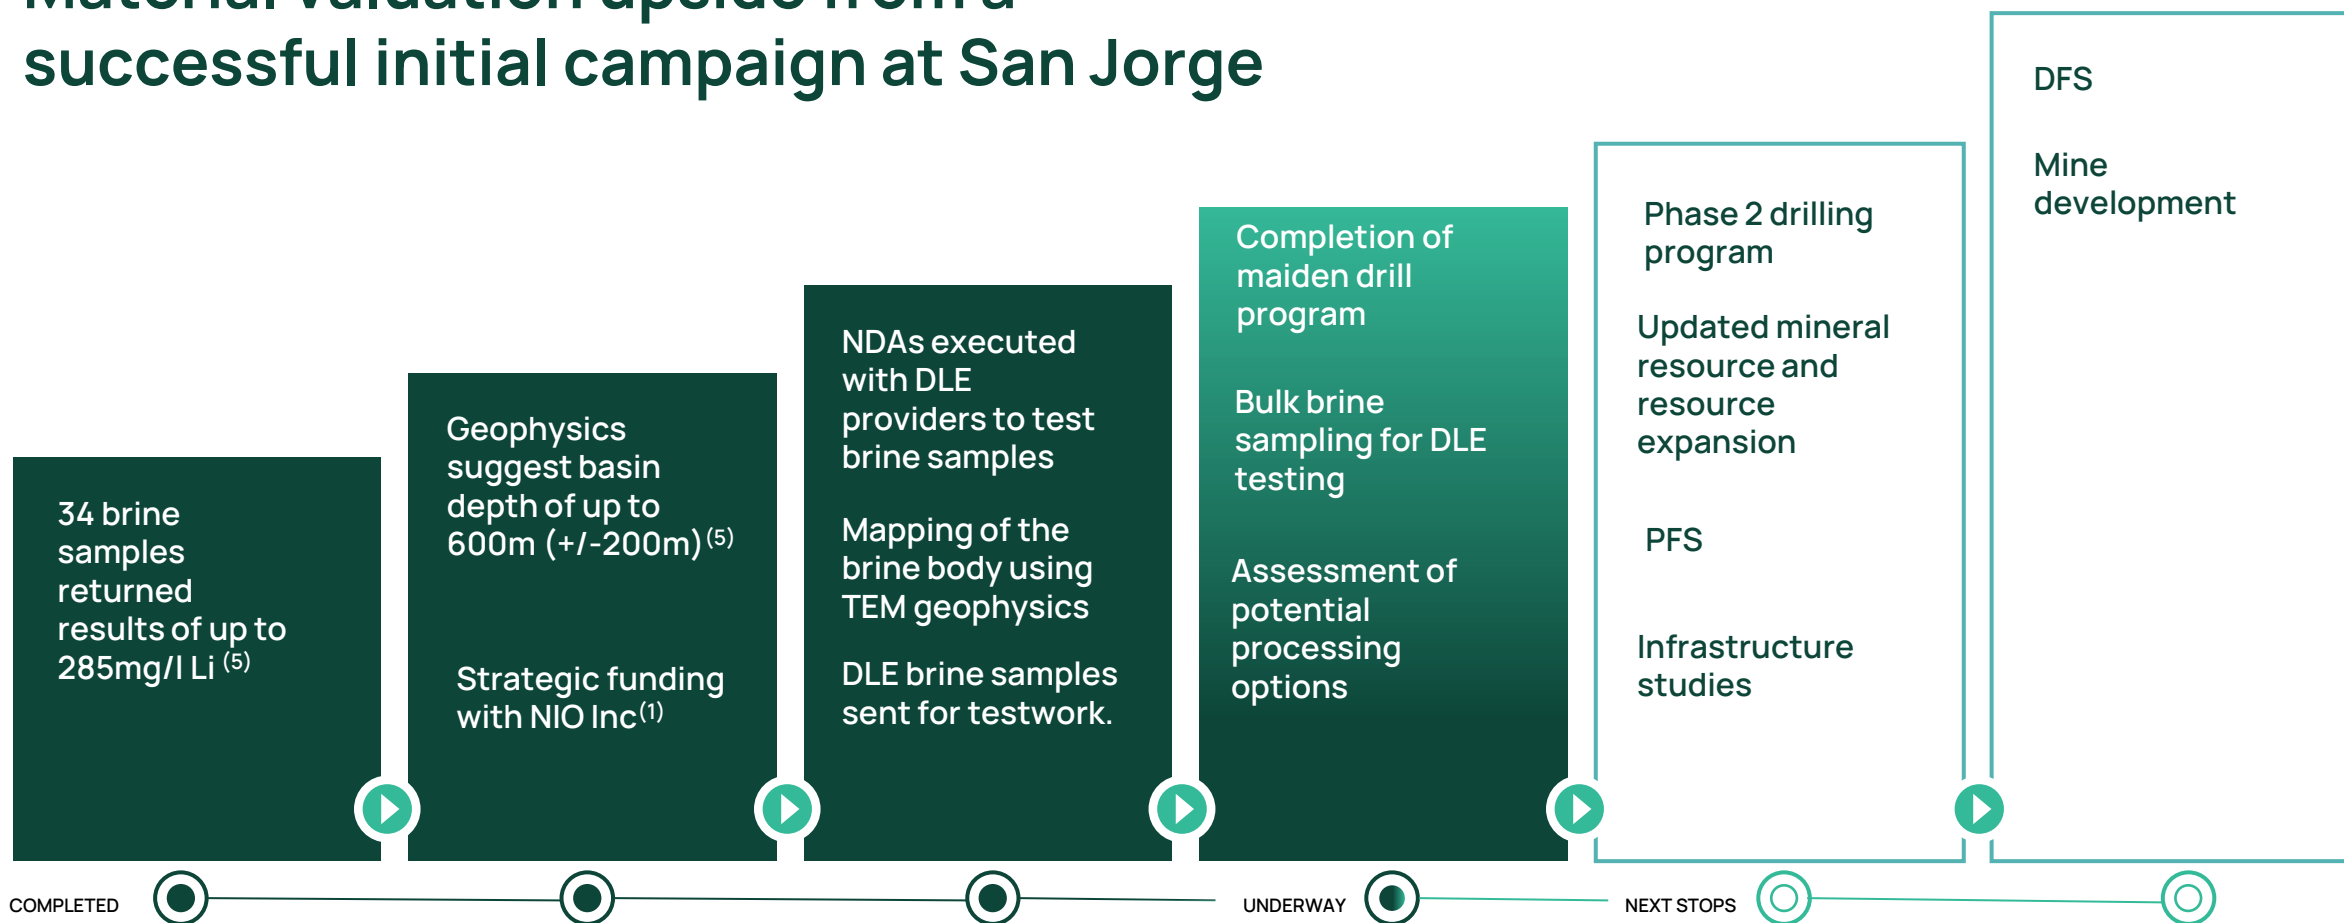 Material valuation upside from a
successful initial campaign at San Jorge
34 brine
samples
returned
results of up to
285mg/l Li (5)
Geophysics
suggest basin
depth of up to
600m (+/-200m)(5)
Strategic funding
with NIO Inc(1)
NDAs executed
with DLE
providers to test
brine samples
Mapping of the
brine body using
TEM geophysics
DLE brine samples
sent for testwork.
Completion of
maiden drill
program
Bulk brine
sampling for DLE
testing
Assessment of
potential
processing
options
Phase 2 drilling
program
Updated mineral
resource and
resource
expansion
PFS
Infrastructure
studies
DFS
Mine
development
COMPLETED
UNDERWAY
NEXT STOPS